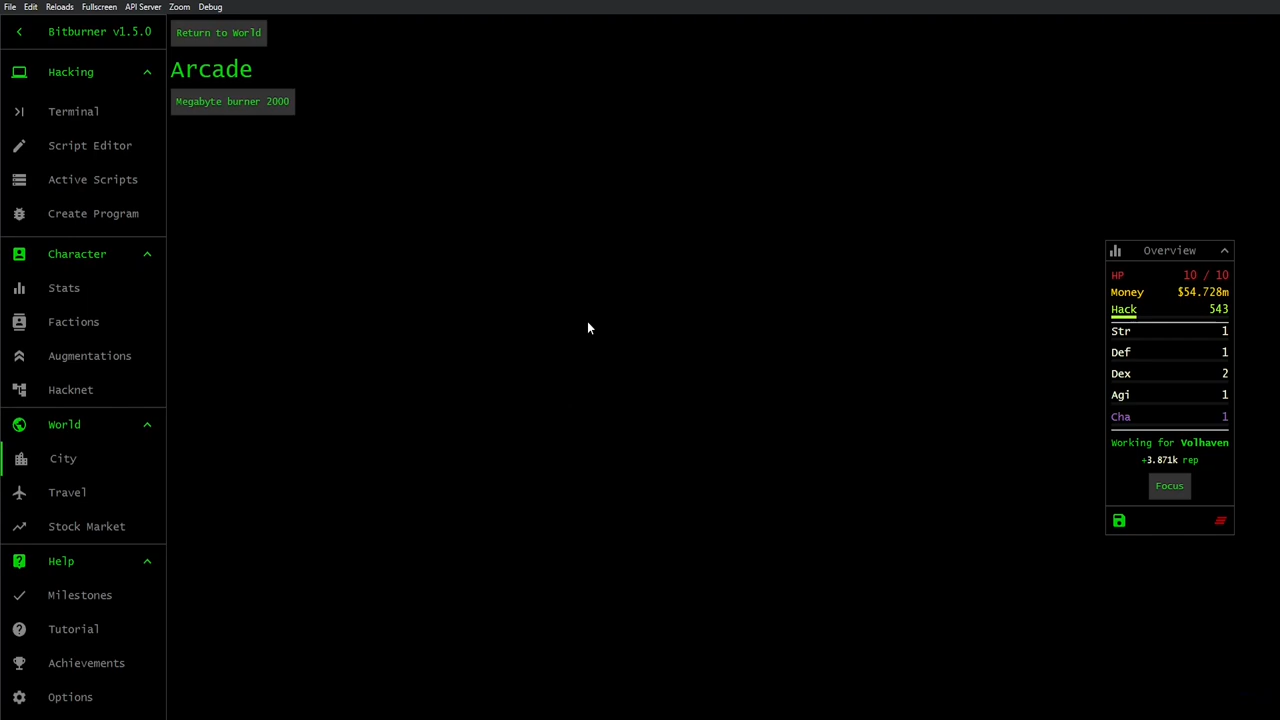 File Edit Reloads Fullscreen API Server Zoom Debug
Bitburner v1.5.0
Hacking
Terminal
Script Editor
Active Scripts
Create Program
Character
Stats
Factions
Augmentations
Hacknet
World
City
Travel
Stock Market
Help
Milestones
Tutorial
Achievements
Options
Return to World
Arcade
Megabyte burner 2000
Overview
HP 10 / 10
Money $54.728m
Hack 543
Str 1
Def 1
Dex 2
Agi 1
Cha 1
Working for Volhaven
+3.871k rep
Focus